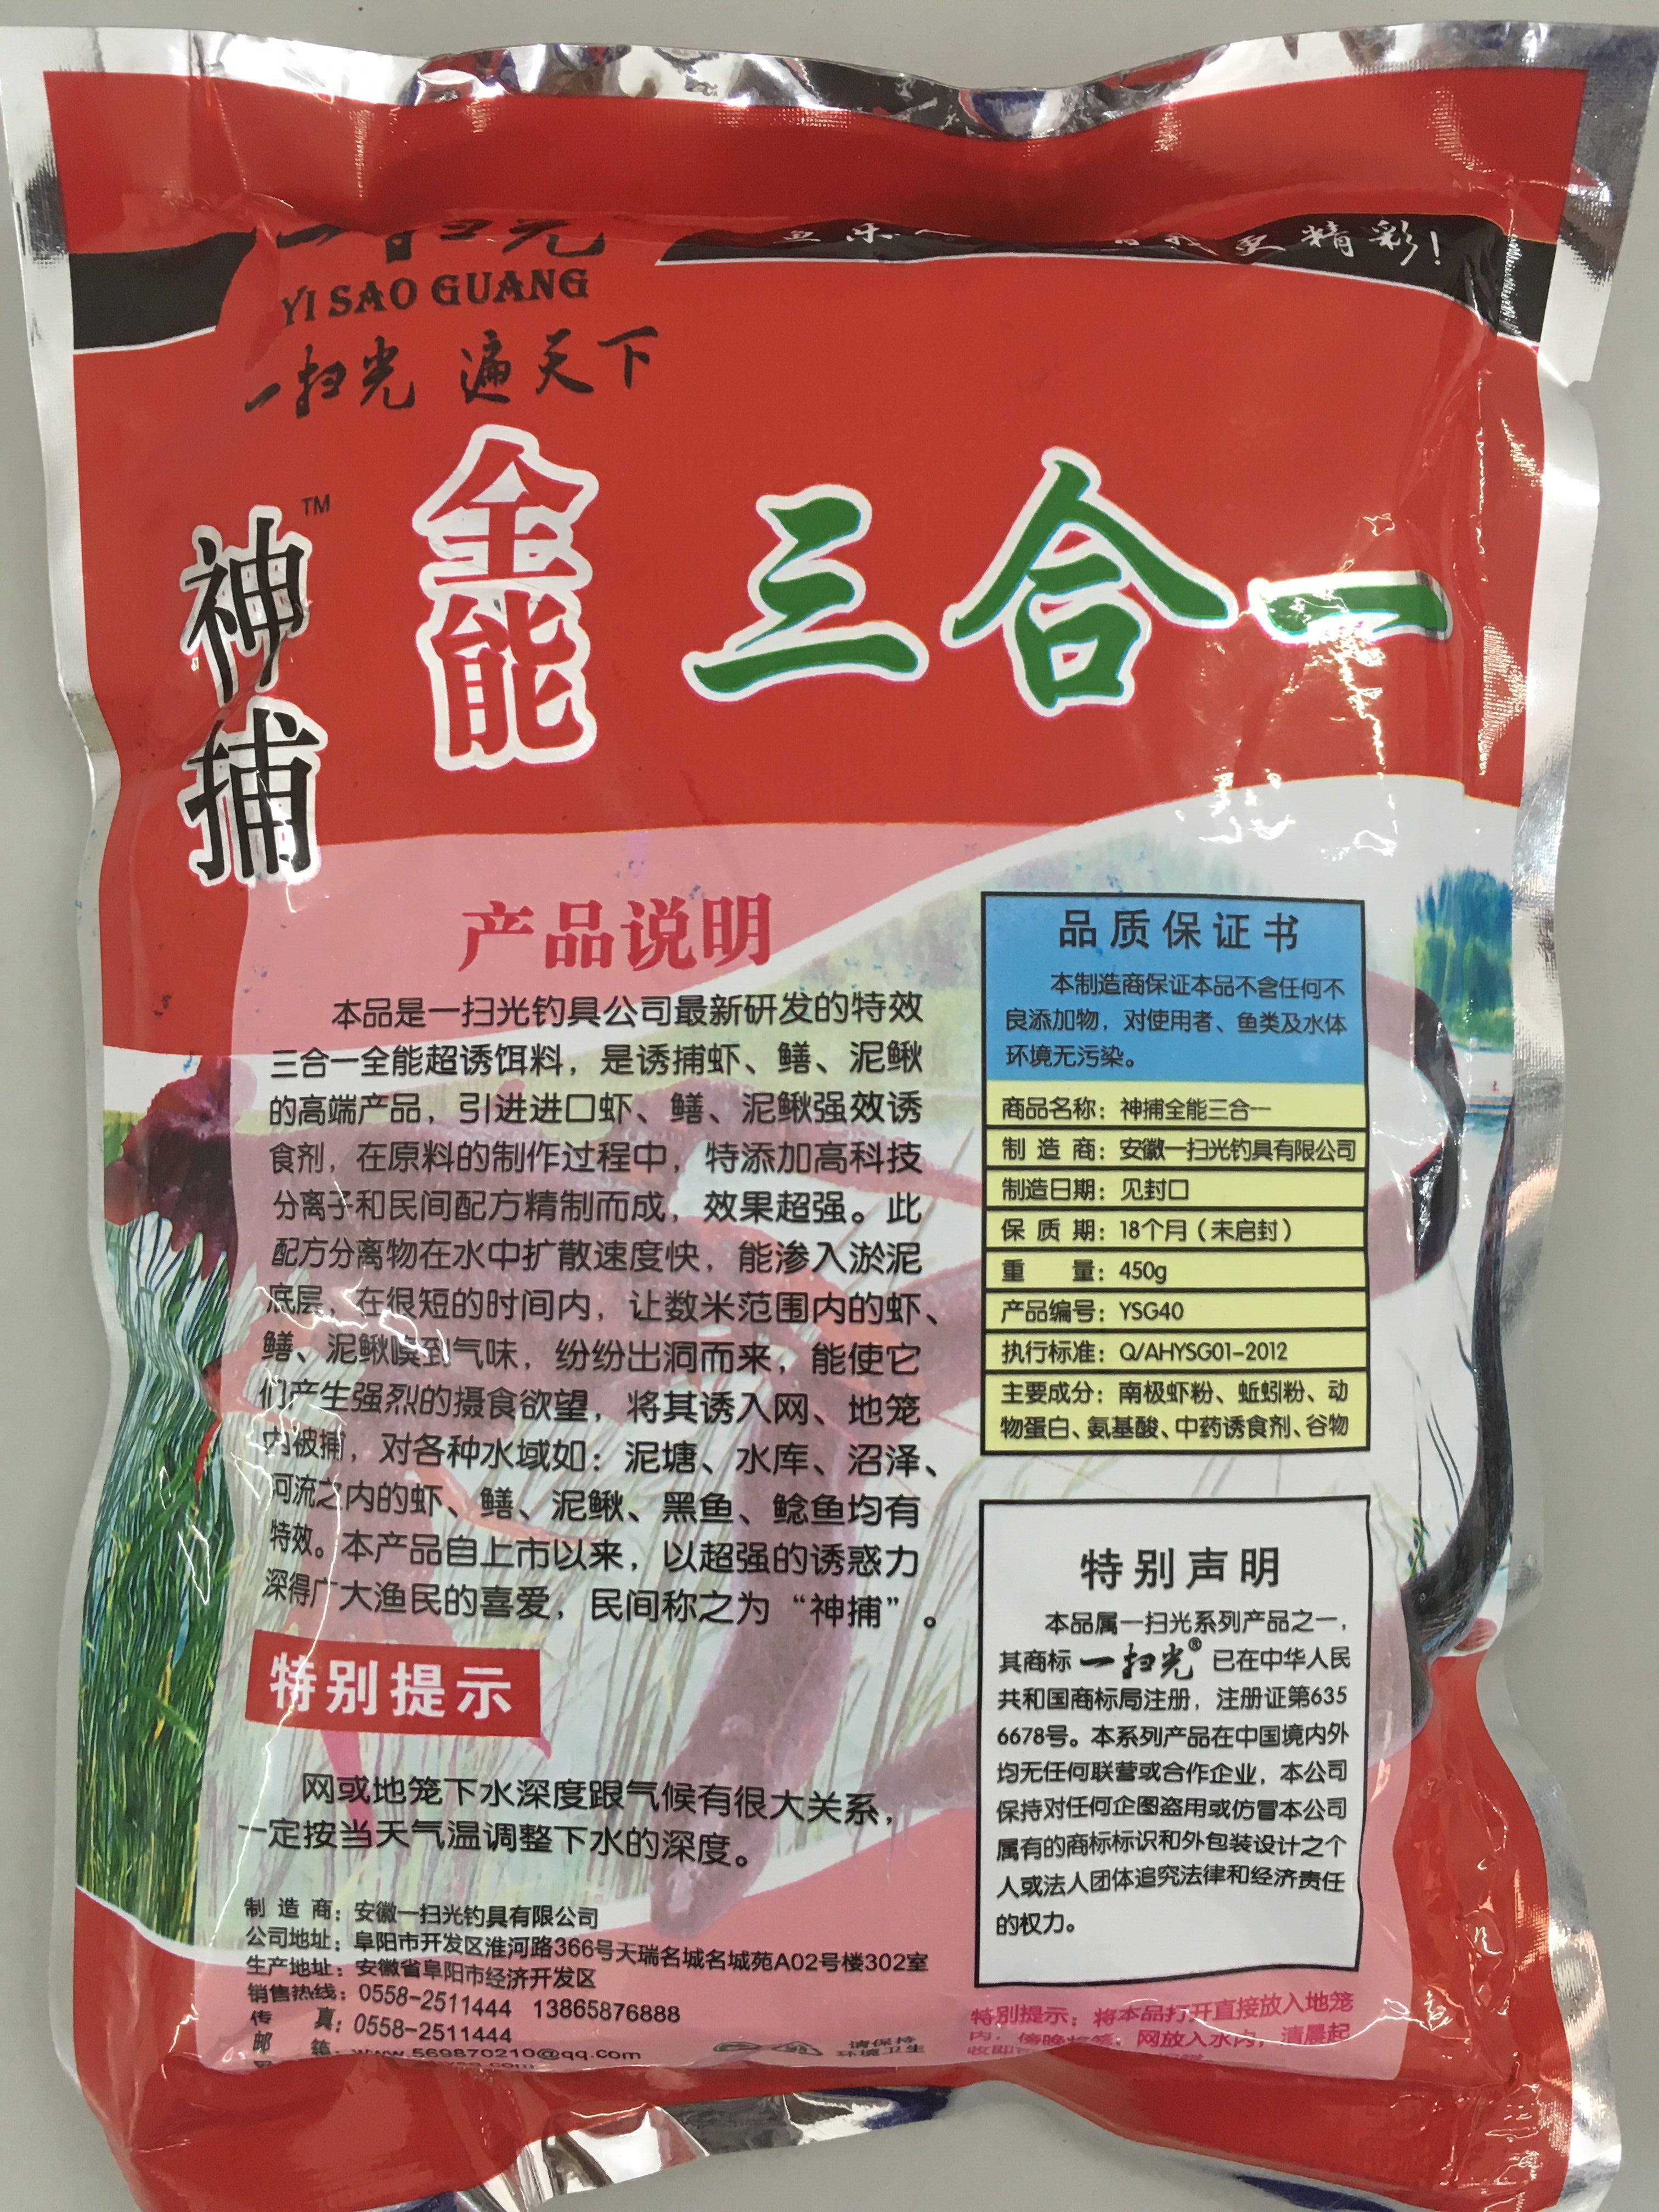 一扫光
YI SAO GUANG
更精彩!
一扫光 遍天下
神捕
TM
全能
三合一
产品说明
本品是一扫光钓具公司最新研发的特效
三合一全能超诱饵料，是诱捕虾、鳝、泥鳅
的高端产品，引进进口虾、鳝、泥鳅强效诱
食剂，在原料的制作过程中，特添加高科技
分离子和民间配方精制而成，效果超强。此
配方分离物在水中扩散速度快，能渗入淤泥
底层，在很短的时间内，让数米范围内的虾、
鳝、泥鳅嗅到气味，纷纷出洞而来，能使它
们产生强烈的摄食欲望，将其诱入网、地笼
内被捕，对各种水域如：泥塘、水库、沼泽、
河流之内的虾、鳝、泥鳅、黑鱼、鲶鱼均有
特效。本产品自上市以来，以超强的诱惑力
深得广大渔民的喜爱，民间称之为“神捕”。
特别提示
网或地笼下水深度跟气候有很大关系，
一定按当天气温调整下水的深度。
制造商：安徽一扫光钓具有限公司
公司地址：阜阳市开发区淮河路366号天瑞名城名城苑A02号楼302室
生产地址：安徽省阜阳市经济开发区
销售热线：0558-2511444 13865876888
传真：0558-2511444
邮箱：www.569870210@qq.com
请保持
环境卫生
品质保证书
本制造商保证本品不含任何不
良添加物，对使用者、鱼类及水体
环境无污染。
商品名称：神捕全能三合一
制造商：安徽一扫光钓具有限公司
制造日期：见封口
保质期：18个月（未启封）
重量：450g
产品编号：YSG40
执行标准：Q/AHYSG01-2012
主要成分：南极虾粉、蚯蚓粉、动
物蛋白、氨基酸、中药诱食剂、谷物
特别声明
本品属一扫光系列产品之一，
其商标 一扫光® 已在中华人民
共和国商标局注册，注册证第635
6678号。本系列产品在中国境内外
均无任何联营或合作企业，本公司
保持对任何企图盗用或仿冒本公司
属有的商标标识和外包装设计之个
人或法人团体追究法律和经济责任
的权力。
特别提示：将本品打开直接放入地笼
内，傍晚将笼、网放入水内，清晨起
收即